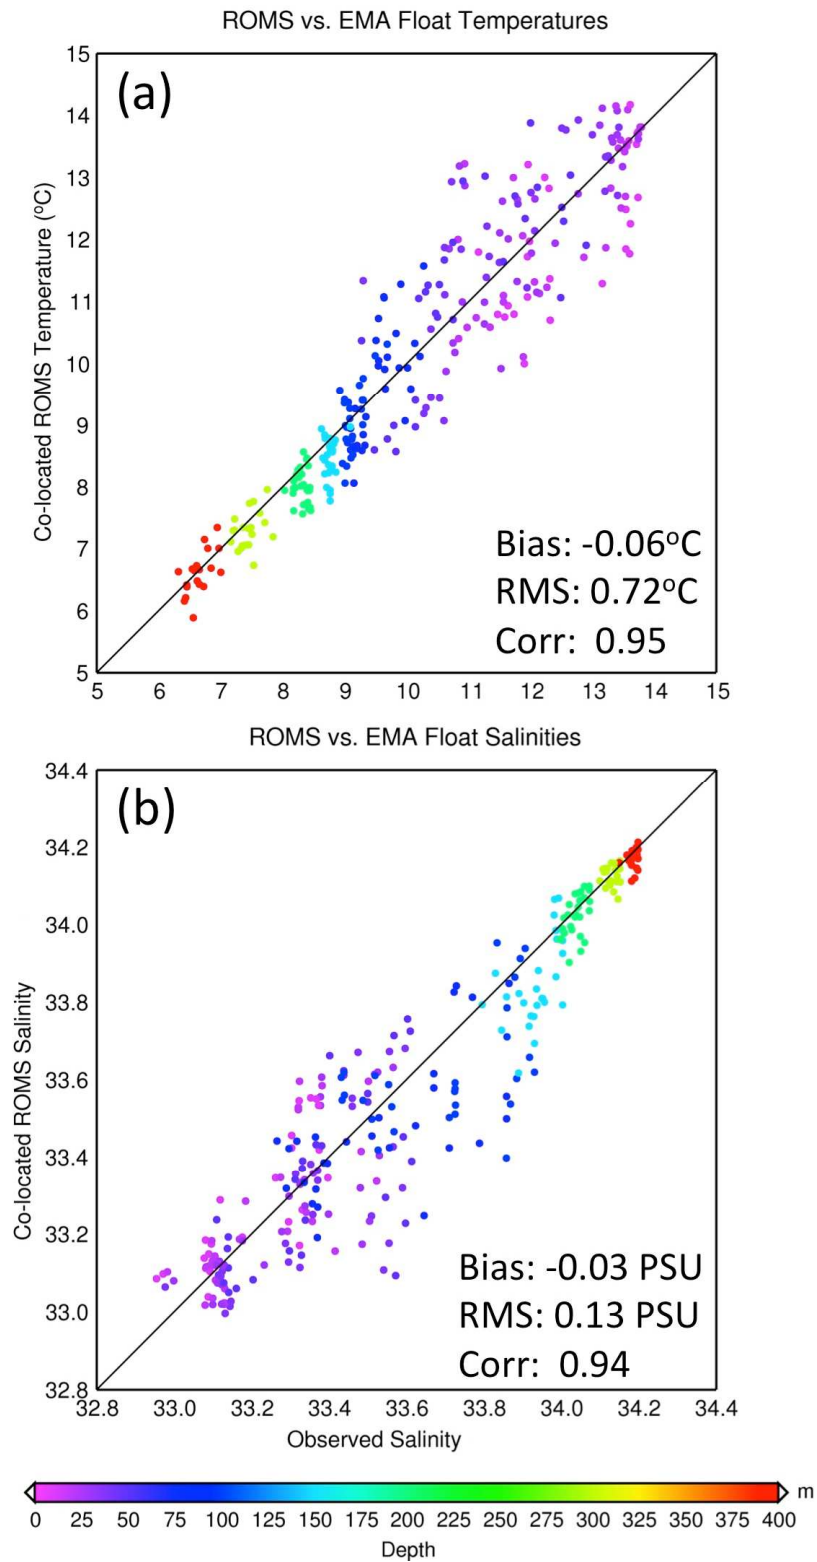 ROMS vs. EMA Float Temperatures
(a)
15
14
13
12
11
10
9
8
7
6
5
Co-located ROMS Temperature (ºC)
Bias: -0.06ºC
RMS: 0.72ºC
Corr: 0.95
5 6 7 8 9 10 11 12 13 14 15
ROMS vs. EMA Float Salinities
(b)
34.4
34.2
34.0
33.8
33.6
33.4
33.2
33.0
32.8
Co-located ROMS Salinity
Bias: -0.03 PSU
RMS: 0.13 PSU
Corr: 0.94
32.8 33.0 33.2 33.4 33.6 33.8 34.0 34.2 34.4
Observed Salinity
m
0 25 50 75 100 125 150 175 200 225 250 275 300 325 350 375 400
Depth